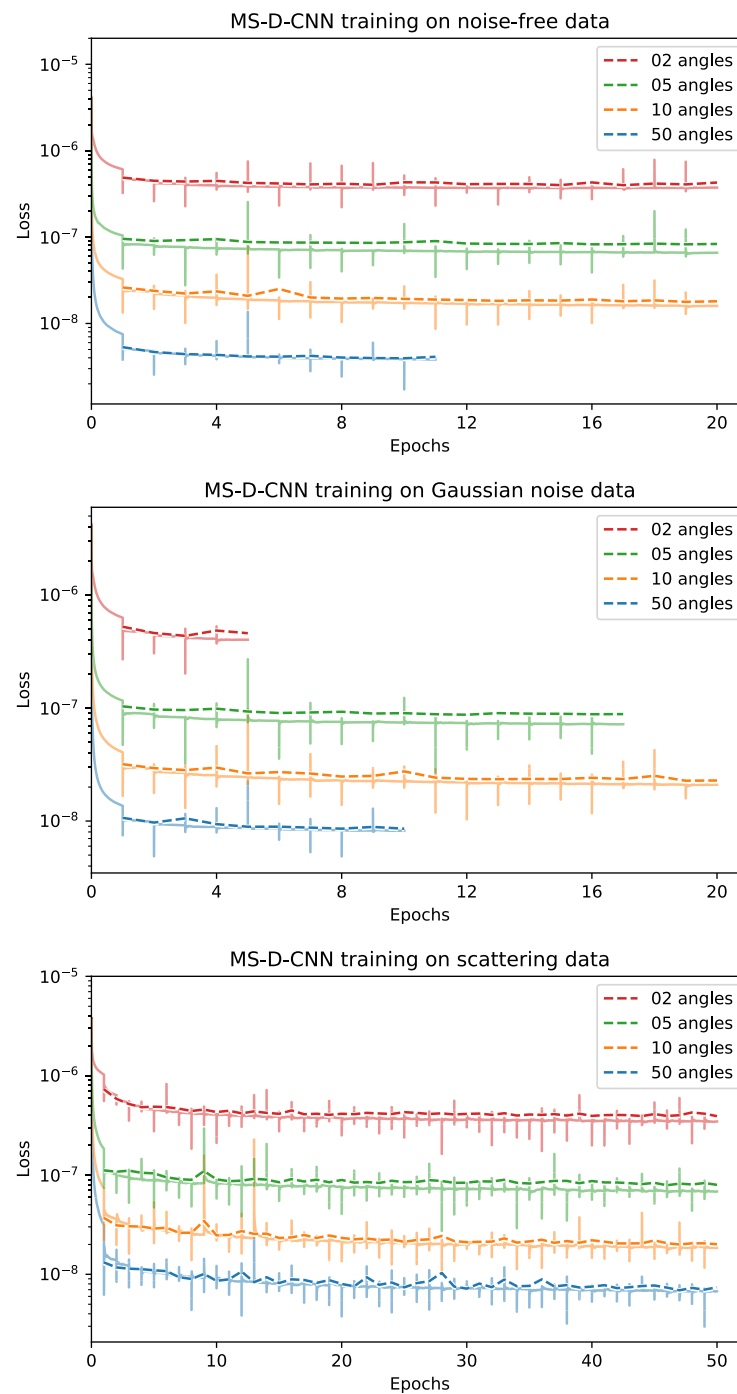 MS-D-CNN training on noise-free data
10⁻⁵
10⁻⁶
10⁻⁷
10⁻⁸
Loss
02 angles
05 angles
10 angles
50 angles
0 4 8 12 16 20
Epochs
MS-D-CNN training on Gaussian noise data
10⁻⁶
10⁻⁷
10⁻⁸
Loss
02 angles
05 angles
10 angles
50 angles
0 4 8 12 16 20
Epochs
MS-D-CNN training on scattering data
10⁻⁵
10⁻⁶
10⁻⁷
10⁻⁸
Loss
02 angles
05 angles
10 angles
50 angles
0 10 20 30 40 50
Epochs